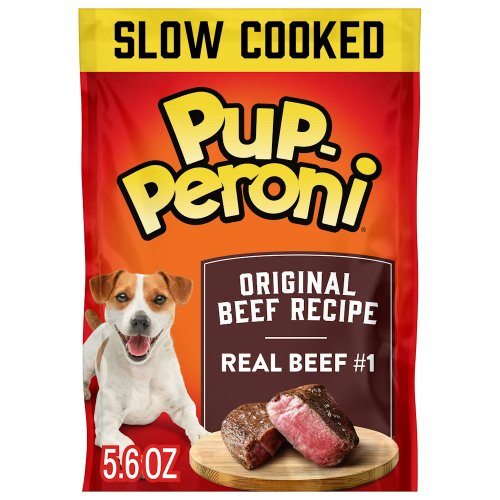 SLOW COOKED
PUP-
PERONI®
ORIGINAL
BEEF RECIPE
REAL BEEF #1
5.6 OZ